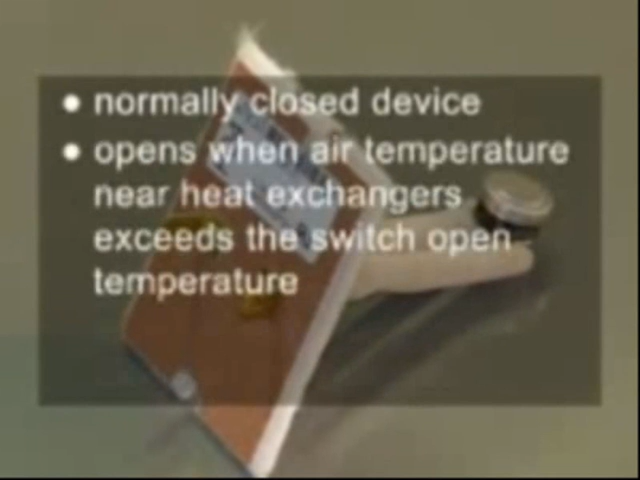 • normally closed device
• opens when air temperature
near heat exchangers
exceeds the switch open
temperature